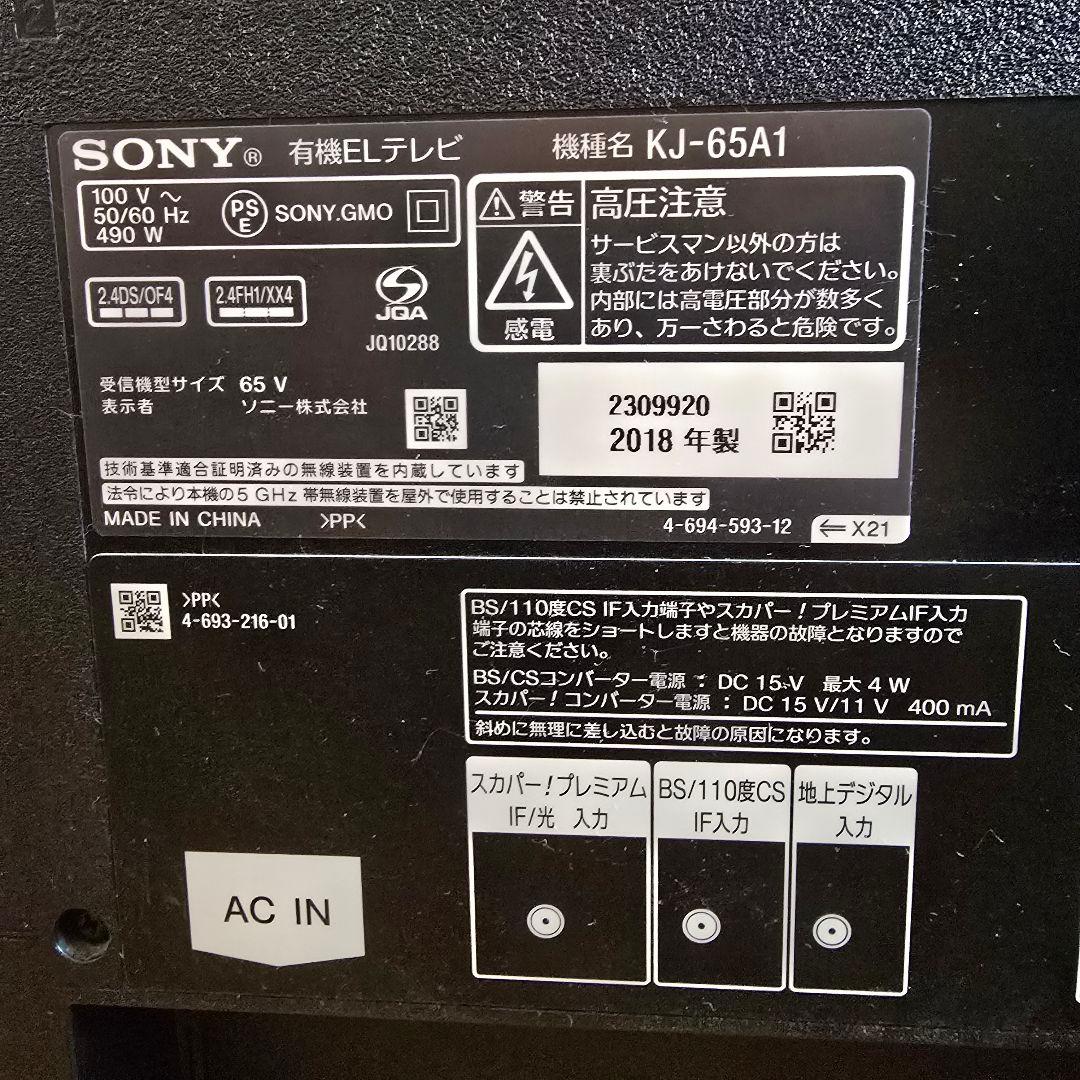 SONY® 有機ELテレビ 機種名 KJ-65A1
100 V ～
50/60 Hz
490 W
PSE SONY.GMO
⚠警告 高圧注意
サービスマン以外の方は
裏ぶたをあけないでください。
内部には高電圧部分が数多く
あり、万一さわると危険です。
感電
2.4DS/OF4 2.4FH1/XX4
JQA
JQ10288
受信機型サイズ 65 V
表示者 ソニー株式会社
2309920
2018 年製
技術基準適合証明済みの無線装置を内蔵しています
法令により本機の5 GHz 帯無線装置を屋外で使用することは禁止されています
MADE IN CHINA >PP< 4-694-593-12 ←X21
>PP<
4-693-216-01
BS/110度CS IF入力端子やスカパー！プレミアムIF入力
端子の芯線をショートしますと機器の故障となりますので
ご注意ください。
BS/CSコンバーター電源 : DC 15 V 最大 4 W
スカパー！コンバーター電源 : DC 15 V/11 V 400 mA
斜めに無理に差し込むと故障の原因になります。
スカパー！プレミアム
IF/光 入力
BS/110度CS
IF入力
地上デジタル
入力
AC IN